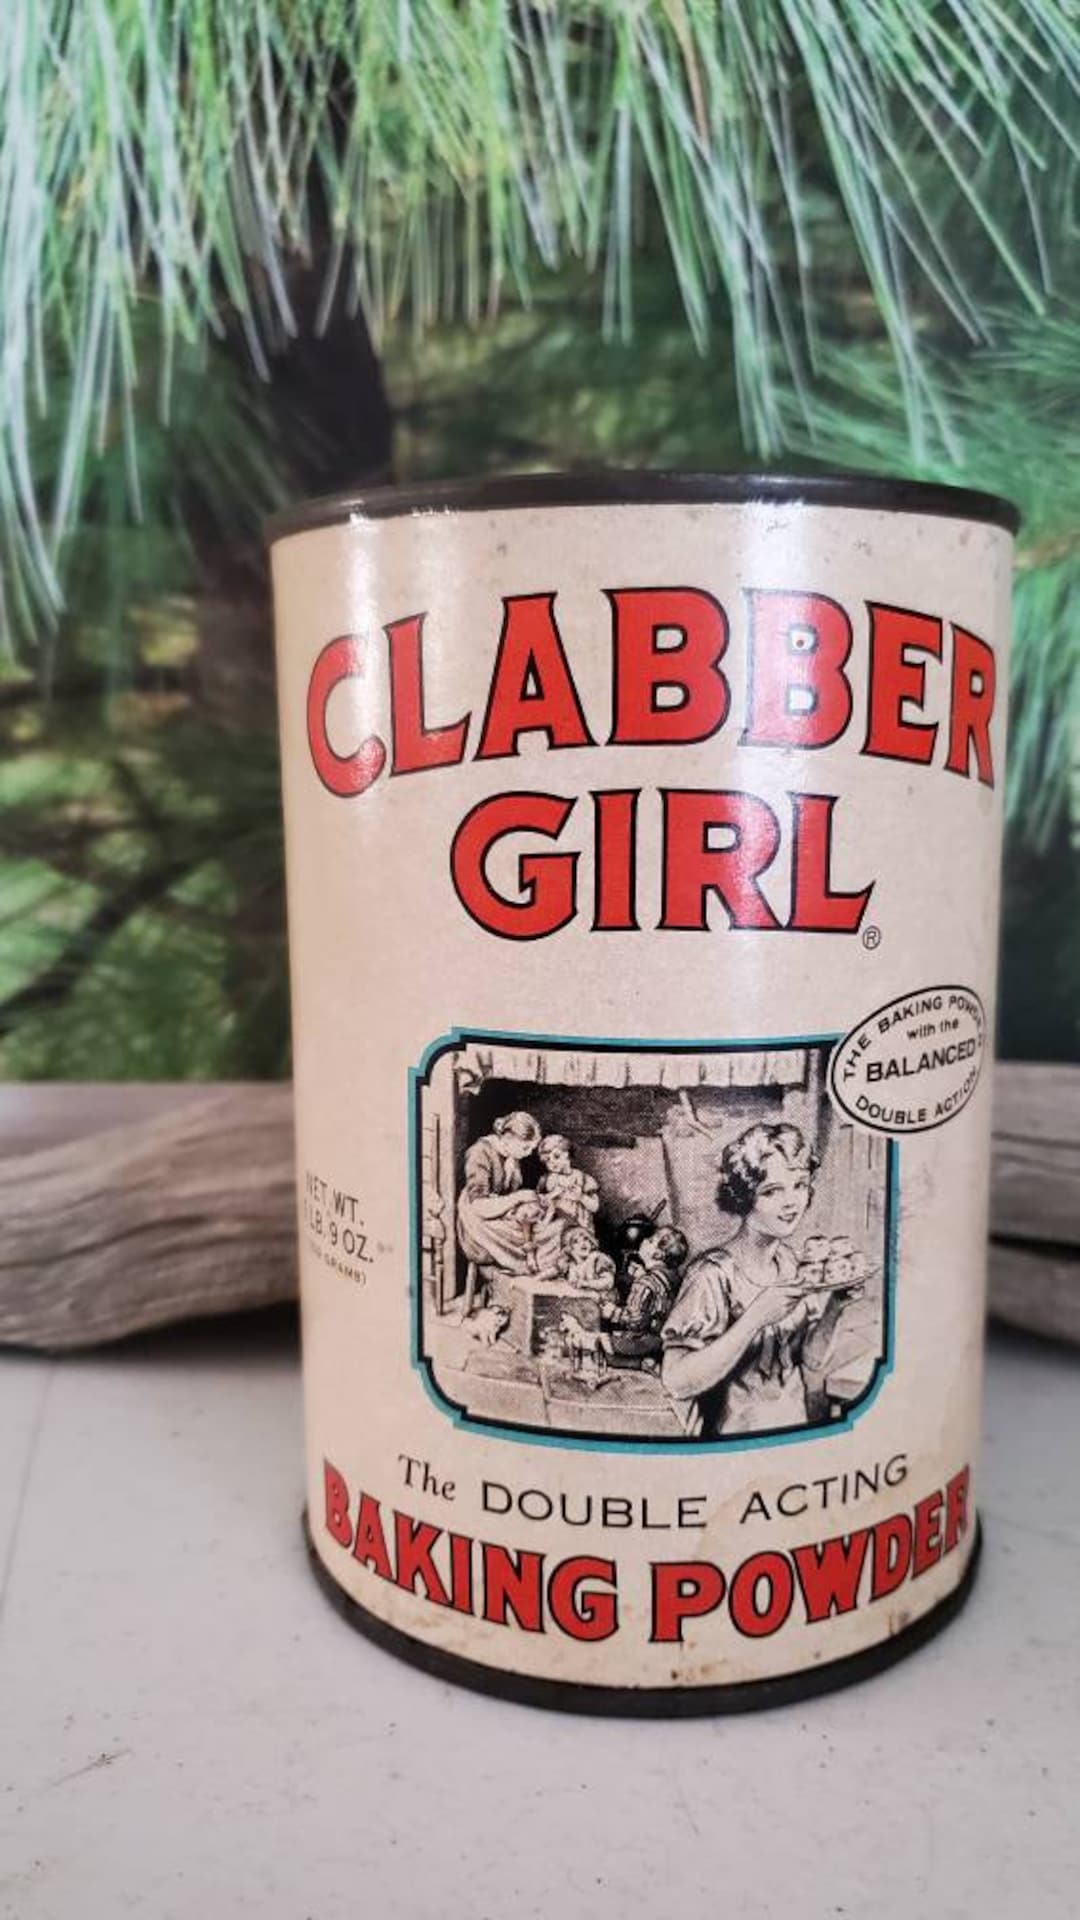 CLABBER
GIRL®
THE BAKING POWDER
with the
BALANCED
DOUBLE ACTION
NET. WT.
LB. 9 OZ.
GRAMS)
The DOUBLE ACTING
BAKING POWDER